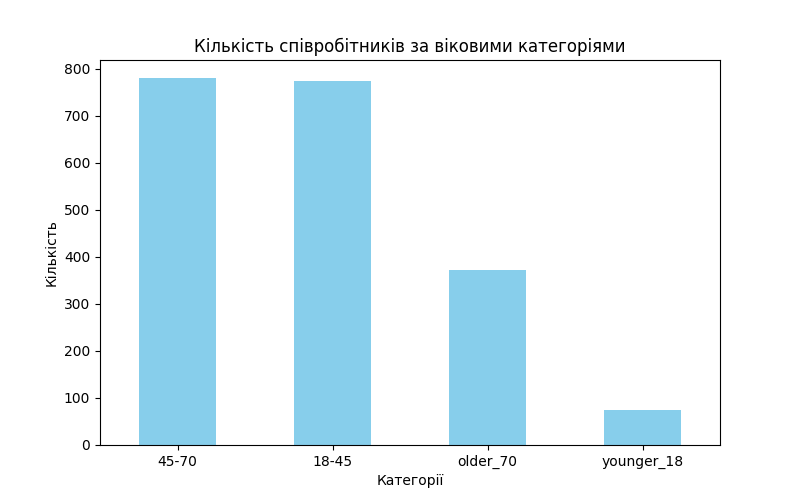 Кількість співробітників за віковими категоріями
800
700
600
500
400
300
200
100
0
Кількість
45-70 18-45 older_70 younger_18
Категорії